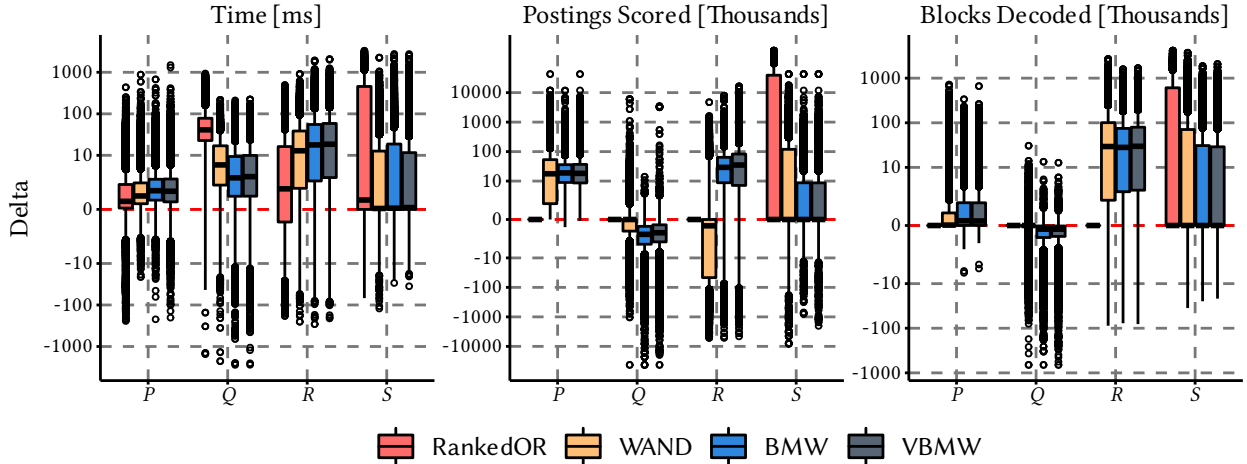 Time [ms]
Postings Scored [Thousands]
Blocks Decoded [Thousands]
Delta
1000
100
10
0
-10
-100
-1000
P Q R S
10000
1000
100
10
0
-10
-100
-1000
-10000
P Q R S
1000
100
10
0
-10
-100
-1000
P Q R S
RankedOR WAND BMW VBMW